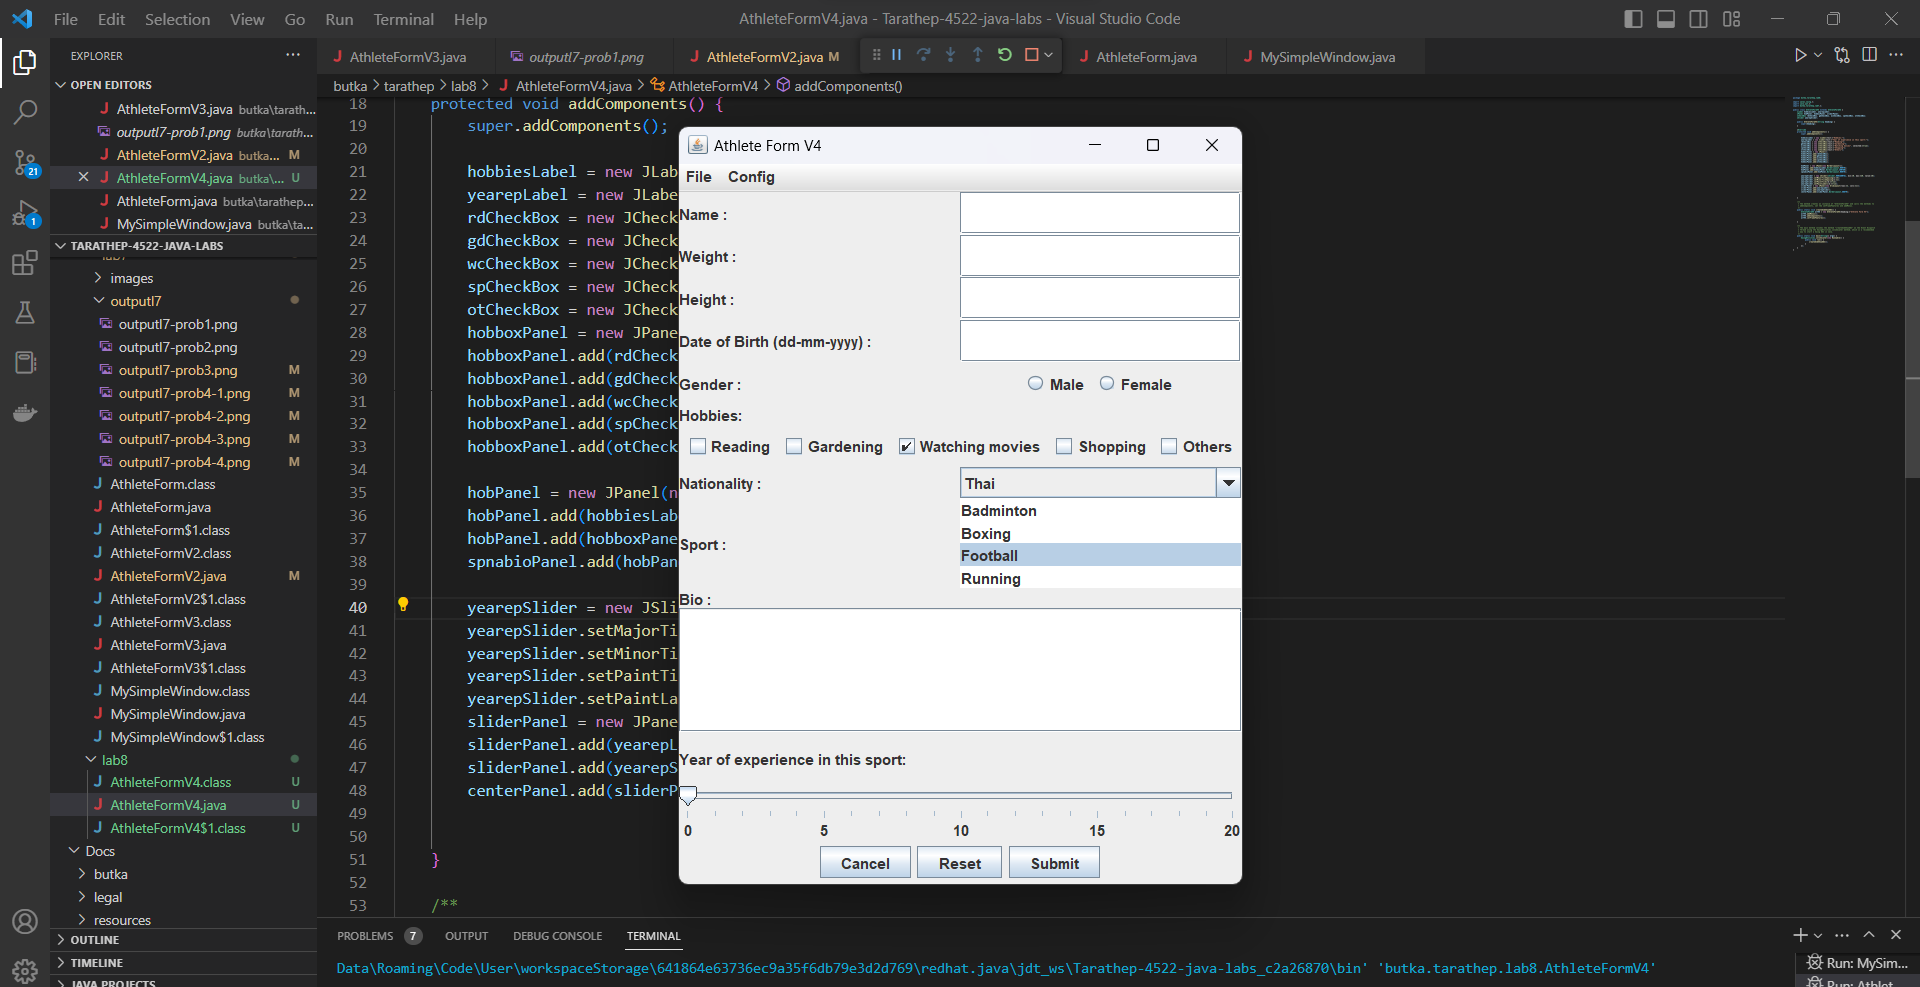 File Edit Selection View Go Run Terminal Help
AthleteFormV4.java - Tarathep-4522-java-labs - Visual Studio Code
EXPLORER
AthleteFormV3.java
outputl7-prob1.png
AthleteFormV2.java M
AthleteForm.java
MySimpleWindow.java
butka > tarathep > lab8 > AthleteFormV4.java > AthleteFormV4 > addComponents()
OPEN EDITORS
AthleteFormV3.java butka\tarath...
outputl7-prob1.png butka\tarath...
AthleteFormV2.java butka... M
AthleteFormV4.java butka\... U
AthleteForm.java butka\tarathep...
MySimpleWindow.java butka\ta...
21
1
TARATHEP-4522-JAVA-LABS
images
outputl7
outputl7-prob1.png
outputl7-prob2.png
outputl7-prob3.png M
outputl7-prob4-1.png M
outputl7-prob4-2.png M
outputl7-prob4-3.png M
outputl7-prob4-4.png M
AthleteForm.class
AthleteForm.java
AthleteForm$1.class
AthleteFormV2.class
AthleteFormV2.java M
AthleteFormV2$1.class
AthleteFormV3.class
AthleteFormV3.java
AthleteFormV3$1.class
MySimpleWindow.class
MySimpleWindow.java
MySimpleWindow$1.class
lab8
AthleteFormV4.class U
AthleteFormV4.java U
AthleteFormV4$1.class U
Docs
butka
legal
resources
OUTLINE
TIMELINE
JAVA PROJECTS
18 protected void addComponents() {
19 super.addComponents();
20
21 hobbiesLabel = new JLab
22 yearepLabel = new JLabe
23 rdCheckBox = new JCheck
24 gdCheckBox = new JCheck
25 wcCheckBox = new JCheck
26 spCheckBox = new JCheck
27 otCheckBox = new JCheck
28 hobboxPanel = new JPane
29 hobboxPanel.add(rdCheck
30 hobboxPanel.add(gdCheck
31 hobboxPanel.add(wcCheck
32 hobboxPanel.add(spCheck
33 hobboxPanel.add(otCheck
34
35 hobPanel = new JPanel(n
36 hobPanel.add(hobbiesLab
37 hobPanel.add(hobboxPane
38 spnabioPanel.add(hobPan
39
40 yearepSlider = new JSli
41 yearepSlider.setMajorTi
42 yearepSlider.setMinorTi
43 yearepSlider.setPaintTi
44 yearepSlider.setPaintLa
45 sliderPanel = new JPane
46 sliderPanel.add(yearepL
47 sliderPanel.add(yearepS
48 centerPanel.add(sliderP
49
50
51 }
52
53 /**
Athlete Form V4
File Config
Name :
Weight :
Height :
Date of Birth (dd-mm-yyyy) :
Gender : Male Female
Hobbies:
Reading Gardening Watching movies Shopping Others
Nationality : Thai
Sport :
Badminton
Boxing
Football
Running
Bio :
Year of experience in this sport:
0 5 10 15 20
Cancel Reset Submit
PROBLEMS 7 OUTPUT DEBUG CONSOLE TERMINAL
Data\Roaming\Code\User\workspaceStorage\641864e63736ec9a35f6db79e3d2d769\redhat.java\jdt_ws\Tarathep-4522-java-labs_c2a26870\bin' 'butka.tarathep.lab8.AthleteFormV4'
Run: MySim...
Run: Athlet...